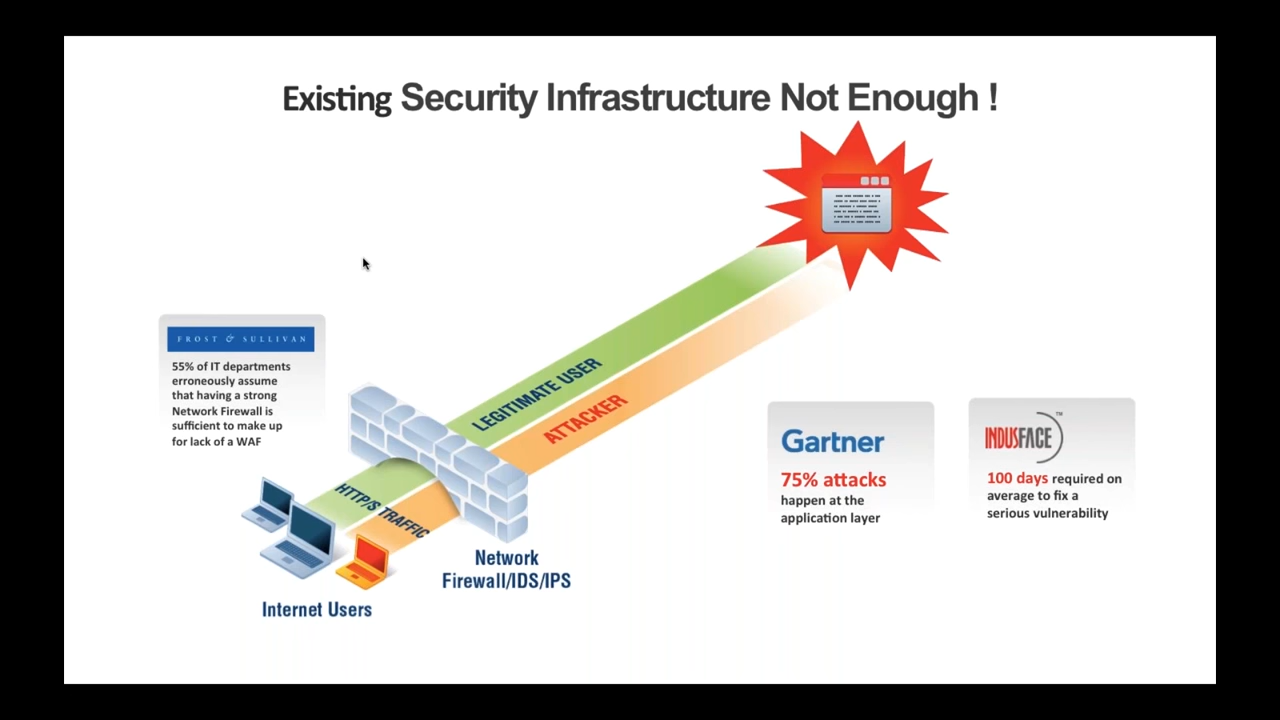 Existing Security Infrastructure Not Enough !
FROST & SULLIVAN
55% of IT departments
erroneously assume
that having a strong
Network Firewall is
sufficient to make up
for lack of a WAF
LEGITIMATE USER
ATTACKER
HTTP/S TRAFFIC
Network
Firewall/IDS/IPS
Internet Users
Gartner
75% attacks
happen at the
application layer
INDUSFACE™
100 days required on
average to fix a
serious vulnerability